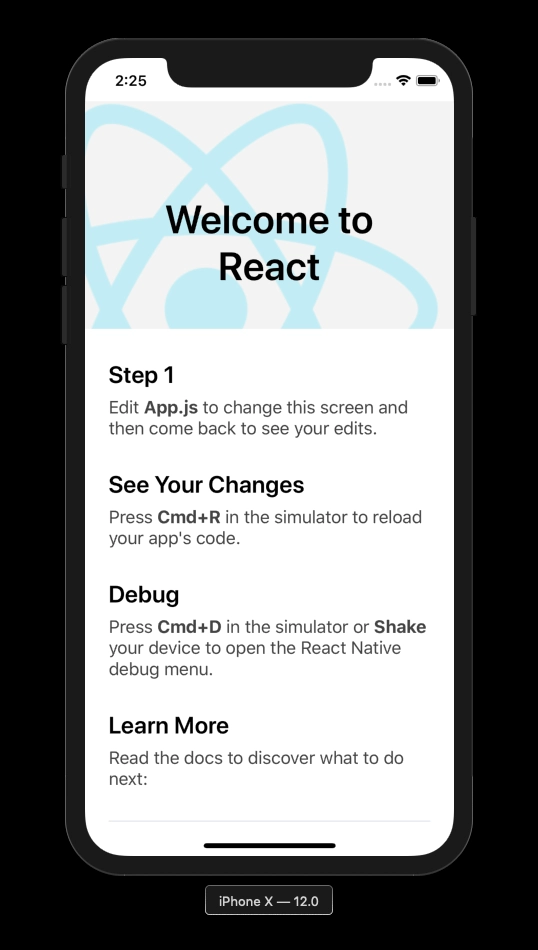 2:25
Welcome to
React
Step 1
Edit App.js to change this screen and
then come back to see your edits.
See Your Changes
Press Cmd+R in the simulator to reload
your app's code.
Debug
Press Cmd+D in the simulator or Shake
your device to open the React Native
debug menu.
Learn More
Read the docs to discover what to do
next:
iPhone X — 12.0